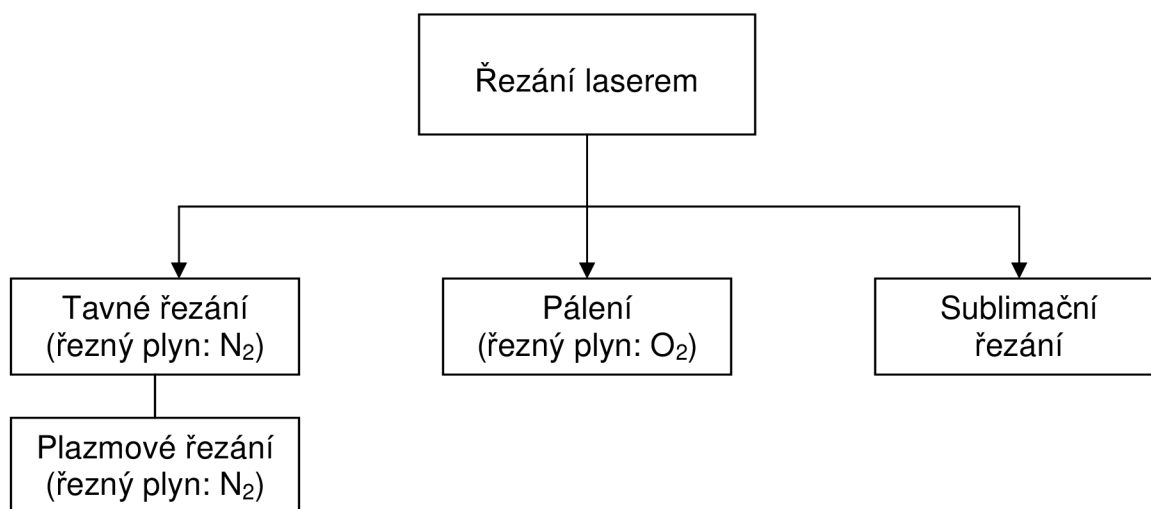 Řezání laserem
Tavné řezání
(řezný plyn: N₂)
Pálení
(řezný plyn: O₂)
Sublimační
řezání
Plazmové řezání
(řezný plyn: N₂)